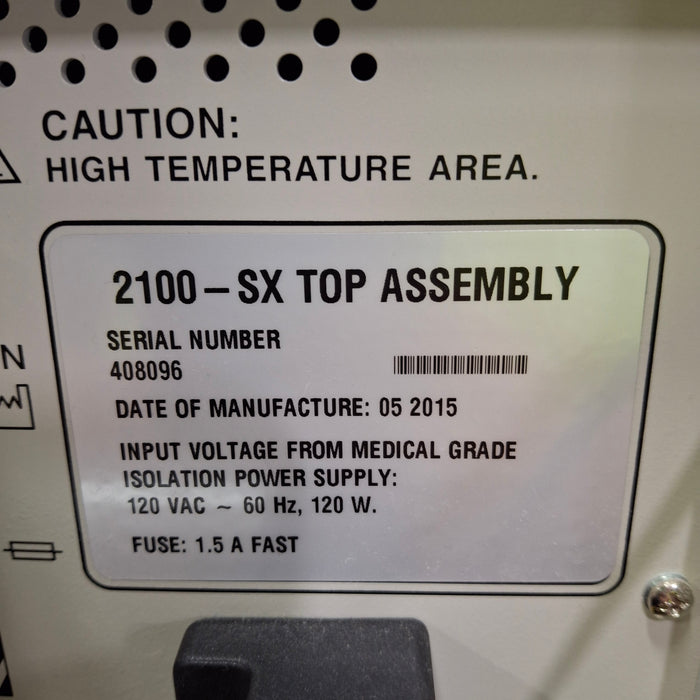 CAUTION:
HIGH TEMPERATURE AREA.
2100-SX TOP ASSEMBLY
SERIAL NUMBER
408096
DATE OF MANUFACTURE: 05 2015
INPUT VOLTAGE FROM MEDICAL GRADE
ISOLATION POWER SUPPLY:
120 VAC ~ 60 Hz, 120 W.
FUSE: 1.5 A FAST
N